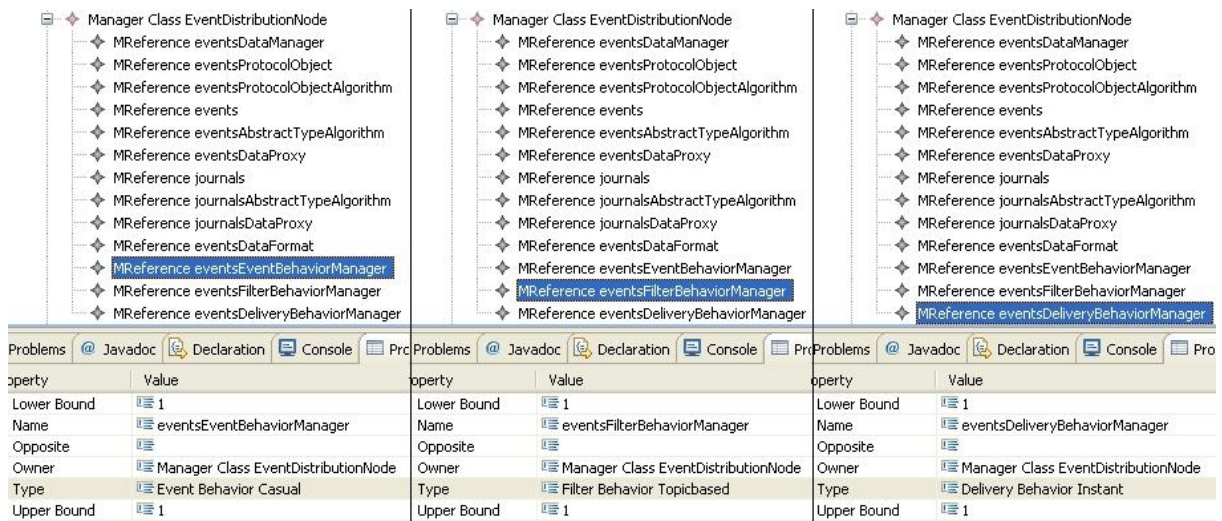 Manager Class EventDistributionNode
MReference eventsDataManager
MReference eventsProtocolObject
MReference eventsProtocolObjectAlgorithm
MReference events
MReference eventsAbstractTypeAlgorithm
MReference eventsDataProxy
MReference journals
MReference journalsAbstractTypeAlgorithm
MReference journalsDataProxy
MReference eventsDataFormat
MReference eventsEventBehaviorManager
MReference eventsFilterBehaviorManager
MReference eventsDeliveryBehaviorManager
Problems @ Javadoc Declaration Console Pro
operty Value
Lower Bound 1
Name eventsEventBehaviorManager
Opposite
Owner Manager Class EventDistributionNode
Type Event Behavior Casual
Upper Bound 1
Manager Class EventDistributionNode
MReference eventsDataManager
MReference eventsProtocolObject
MReference eventsProtocolObjectAlgorithm
MReference events
MReference eventsAbstractTypeAlgorithm
MReference eventsDataProxy
MReference journals
MReference journalsAbstractTypeAlgorithm
MReference journalsDataProxy
MReference eventsDataFormat
MReference eventsEventBehaviorManager
MReference eventsFilterBehaviorManager
MReference eventsDeliveryBehaviorManager
Problems @ Javadoc Declaration Console Pro
operty Value
Lower Bound 1
Name eventsFilterBehaviorManager
Opposite
Owner Manager Class EventDistributionNode
Type Filter Behavior Topicbased
Upper Bound 1
Manager Class EventDistributionNode
MReference eventsDataManager
MReference eventsProtocolObject
MReference eventsProtocolObjectAlgorithm
MReference events
MReference eventsAbstractTypeAlgorithm
MReference eventsDataProxy
MReference journals
MReference journalsAbstractTypeAlgorithm
MReference journalsDataProxy
MReference eventsDataFormat
MReference eventsEventBehaviorManager
MReference eventsFilterBehaviorManager
MReference eventsDeliveryBehaviorManager
Problems @ Javadoc Declaration Console Pro
operty Value
Lower Bound 1
Name eventsDeliveryBehaviorManager
Opposite
Owner Manager Class EventDistributionNode
Type Delivery Behavior Instant
Upper Bound 1